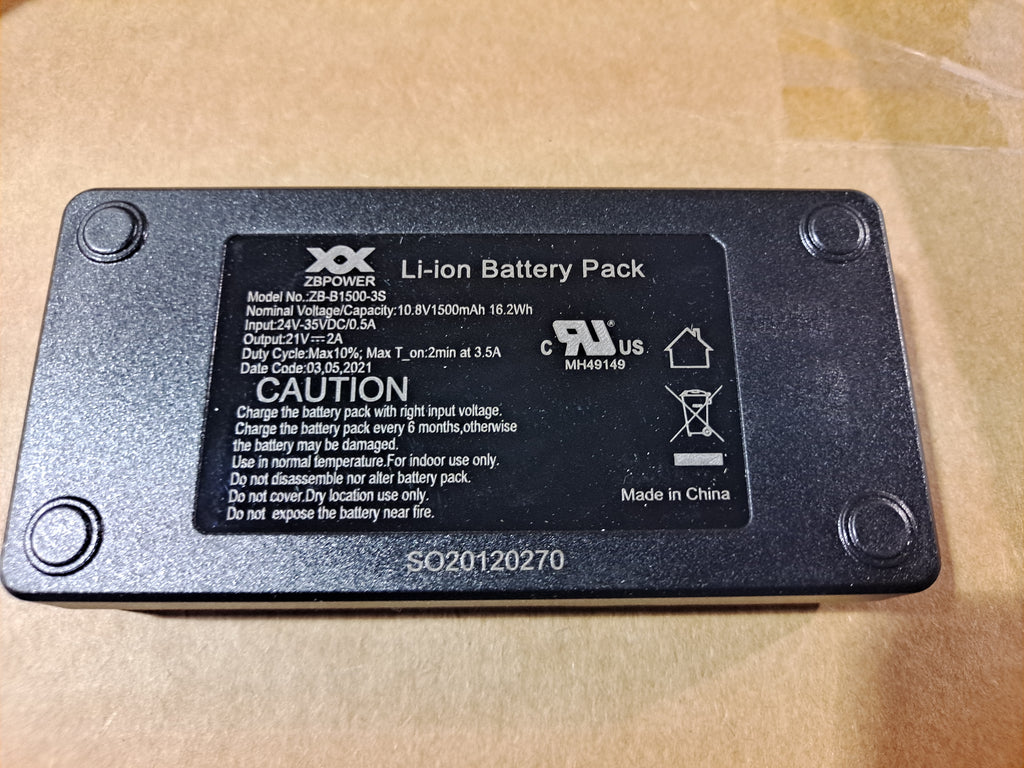 ZBPOWER
Li-ion Battery Pack
Model No.:ZB-B1500-3S
Nominal Voltage/Capacity:10.8V1500mAh 16.2Wh
Input:24V-35VDC/0.5A
Output:21V⎓2A
Duty Cycle:Max10%; Max T_on:2min at 3.5A
Date Code:03,05,2021
CAUTION
Charge the battery pack with right input voltage.
Charge the battery pack every 6 months,otherwise
the battery may be damaged.
Use in normal temperature.For indoor use only.
Do not disassemble nor alter battery pack.
Do not cover.Dry location use only.
Do not expose the battery near fire.
C RU® US
MH49149
Made in China
SO20120270